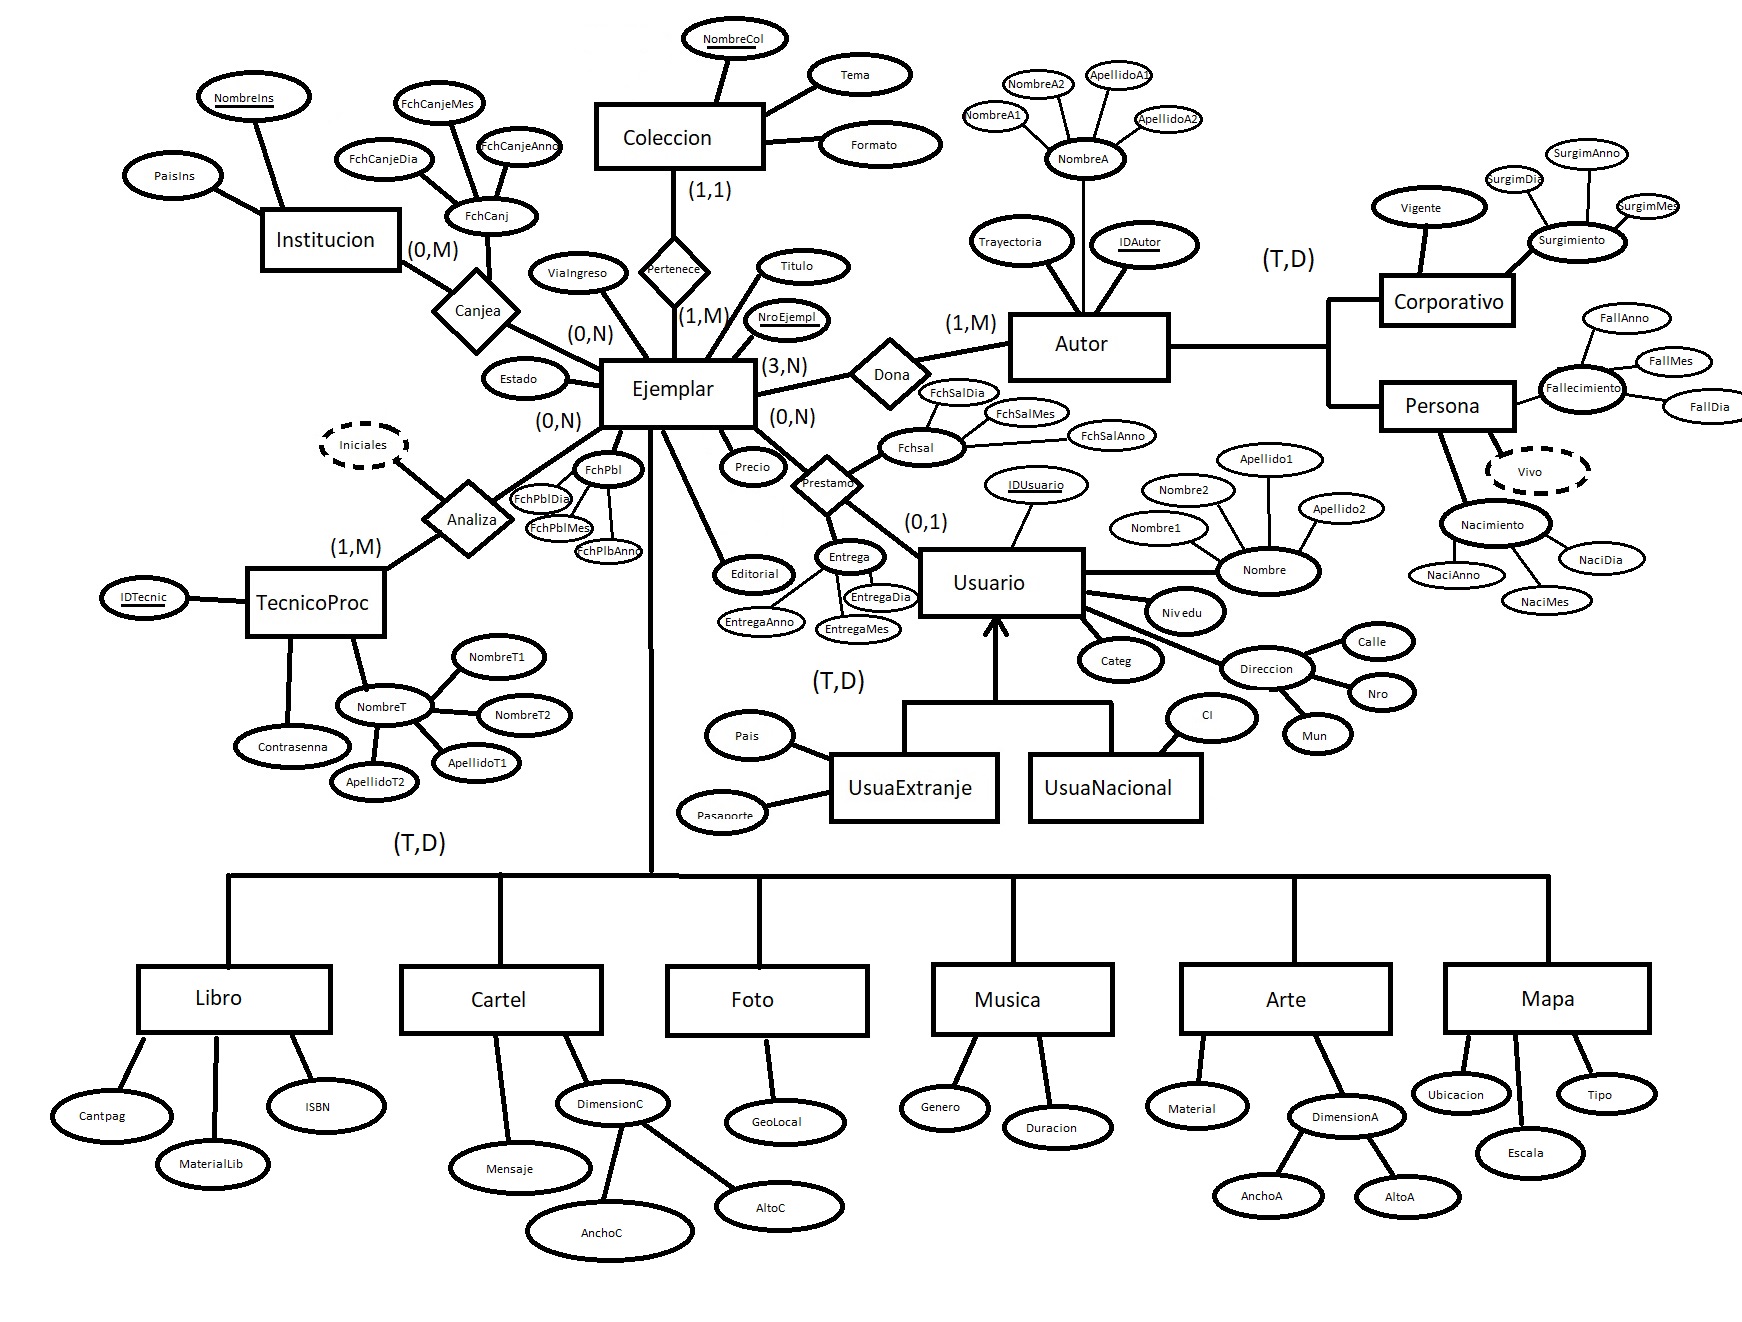 NombreCol
Tema
Coleccion
Formato
(1,1)
NombreIns
PaisIns
Institucion
(0,M)
FchCanjeMes
FchCanjeDia
FchCanjeAnno
FchCanj
Canjea
(0,N)
ViaIngreso
Pertenece
(1,M)
Titulo
NroEjempl
Estado
Ejemplar
(3,N)
(0,N)
(0,N)
Dona
(1,M)
NombreA2
ApellidoA1
NombreA1
ApellidoA2
NombreA
Trayectoria
IDAutor
Autor
(T,D)
SurgimAnno
SurgimDia
SurgimMes
Vigente
Surgimiento
Corporativo
FallAnno
FallMes
Fallecimiento
FallDia
Persona
Vivo
Nacimiento
NaciAnno
NaciDia
NaciMes
Iniciales
Analiza
(1,M)
FchPbl
FchPblDia
FchPblMes
FchPlbAnno
Precio
Editorial
Prestamo
FchSalDia
FchSalMes
FchSalAnno
Fchsal
Entrega
EntregaDia
EntregaAnno
EntregaMes
(0,1)
IDUsuario
Usuario
Apellido1
Nombre2
Apellido2
Nombre1
Nombre
Niv edu
Categ
Direccion
Calle
Nro
Mun
(T,D)
Pais
Pasaporte
UsuaExtranje
CI
UsuaNacional
IDTecnic
TecnicoProc
NombreT1
NombreT
NombreT2
Contrasenna
ApellidoT1
ApellidoT2
(T,D)
Libro
Cartel
Foto
Musica
Arte
Mapa
Cantpag
MaterialLib
ISBN
Mensaje
DimensionC
AnchoC
AltoC
GeoLocal
Genero
Duracion
Material
DimensionA
AnchoA
AltoA
Ubicacion
Escala
Tipo